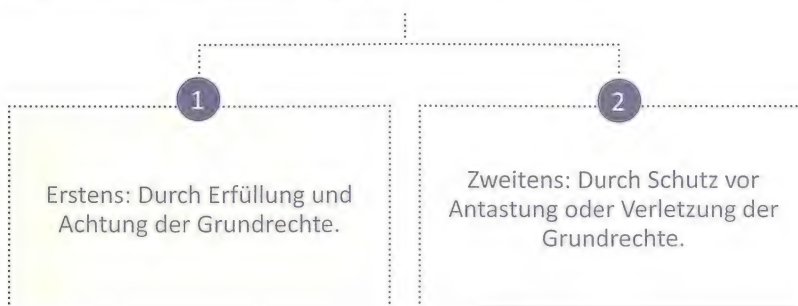 1
Erstens: Durch Erfüllung und
Achtung der Grundrechte.
2
Zweitens: Durch Schutz vor
Antastung oder Verletzung der
Grundrechte.